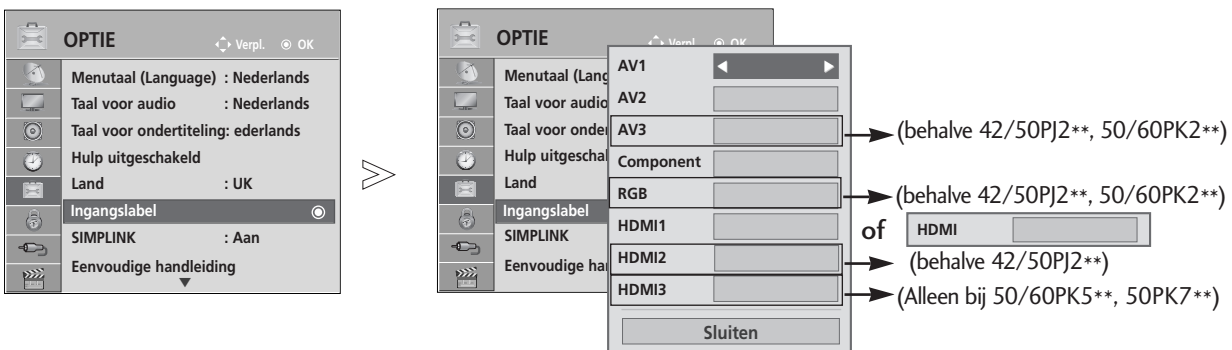 OPTIE
Verpl. OK
Menutaal (Language) : Nederlands
Taal voor audio : Nederlands
Taal voor ondertiteling: ederlands
Hulp uitgeschakeld
Land : UK
Ingangslabel
SIMPLINK : Aan
Eenvoudige handleiding
OPTIE
Verpl. OK
Menutaal (Lang
Taal voor audio
Taal voor onder
Hulp uitgeschak
Land
Ingangslabel
SIMPLINK
Eenvoudige han
AV1
AV2
AV3
Component
RGB
HDMI1
HDMI2
HDMI3
Sluiten
(behalve 42/50PJ2**, 50/60PK2**)
(behalve 42/50PJ2**, 50/60PK2**)
of HDMI
(behalve 42/50PJ2**)
(Alleen bij 50/60PK5**, 50PK7**)